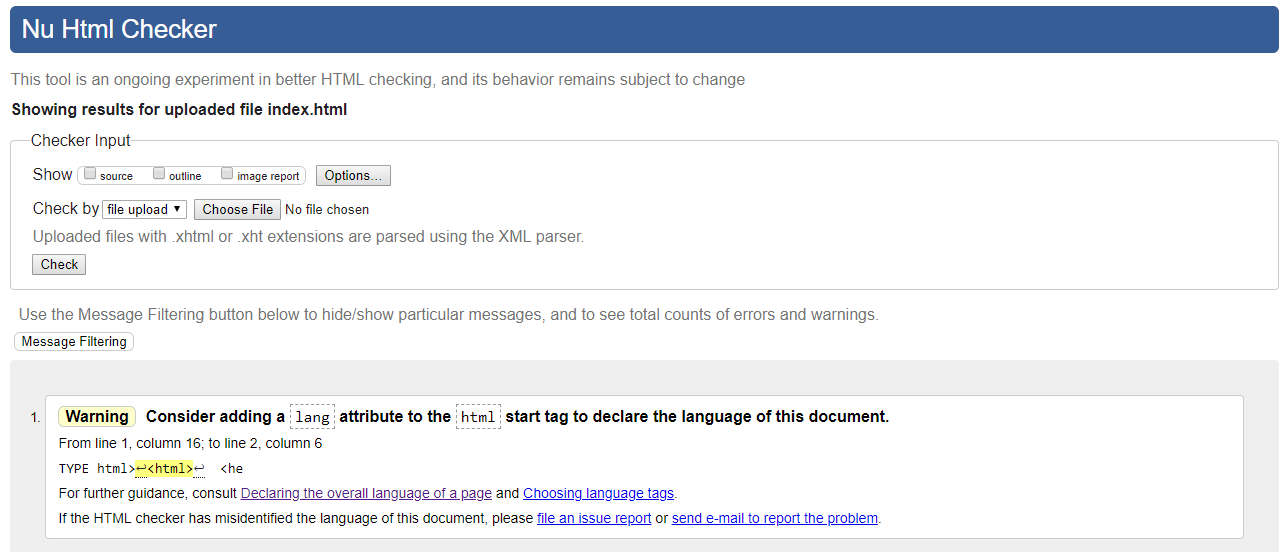 Nu Html Checker
This tool is an ongoing experiment in better HTML checking, and its behavior remains subject to change
Showing results for uploaded file index.html
Checker Input
Show source outline image report Options...
Check by file upload ▼ Choose File No file chosen
Uploaded files with .xhtml or .xht extensions are parsed using the XML parser.
Check
Use the Message Filtering button below to hide/show particular messages, and to see total counts of errors and warnings.
Message Filtering
1. Warning Consider adding a lang attribute to the html start tag to declare the language of this document.
From line 1, column 16; to line 2, column 6
TYPE html>↩<html>↩  <he
For further guidance, consult Declaring the overall language of a page and Choosing language tags.
If the HTML checker has misidentified the language of this document, please file an issue report or send e-mail to report the problem.